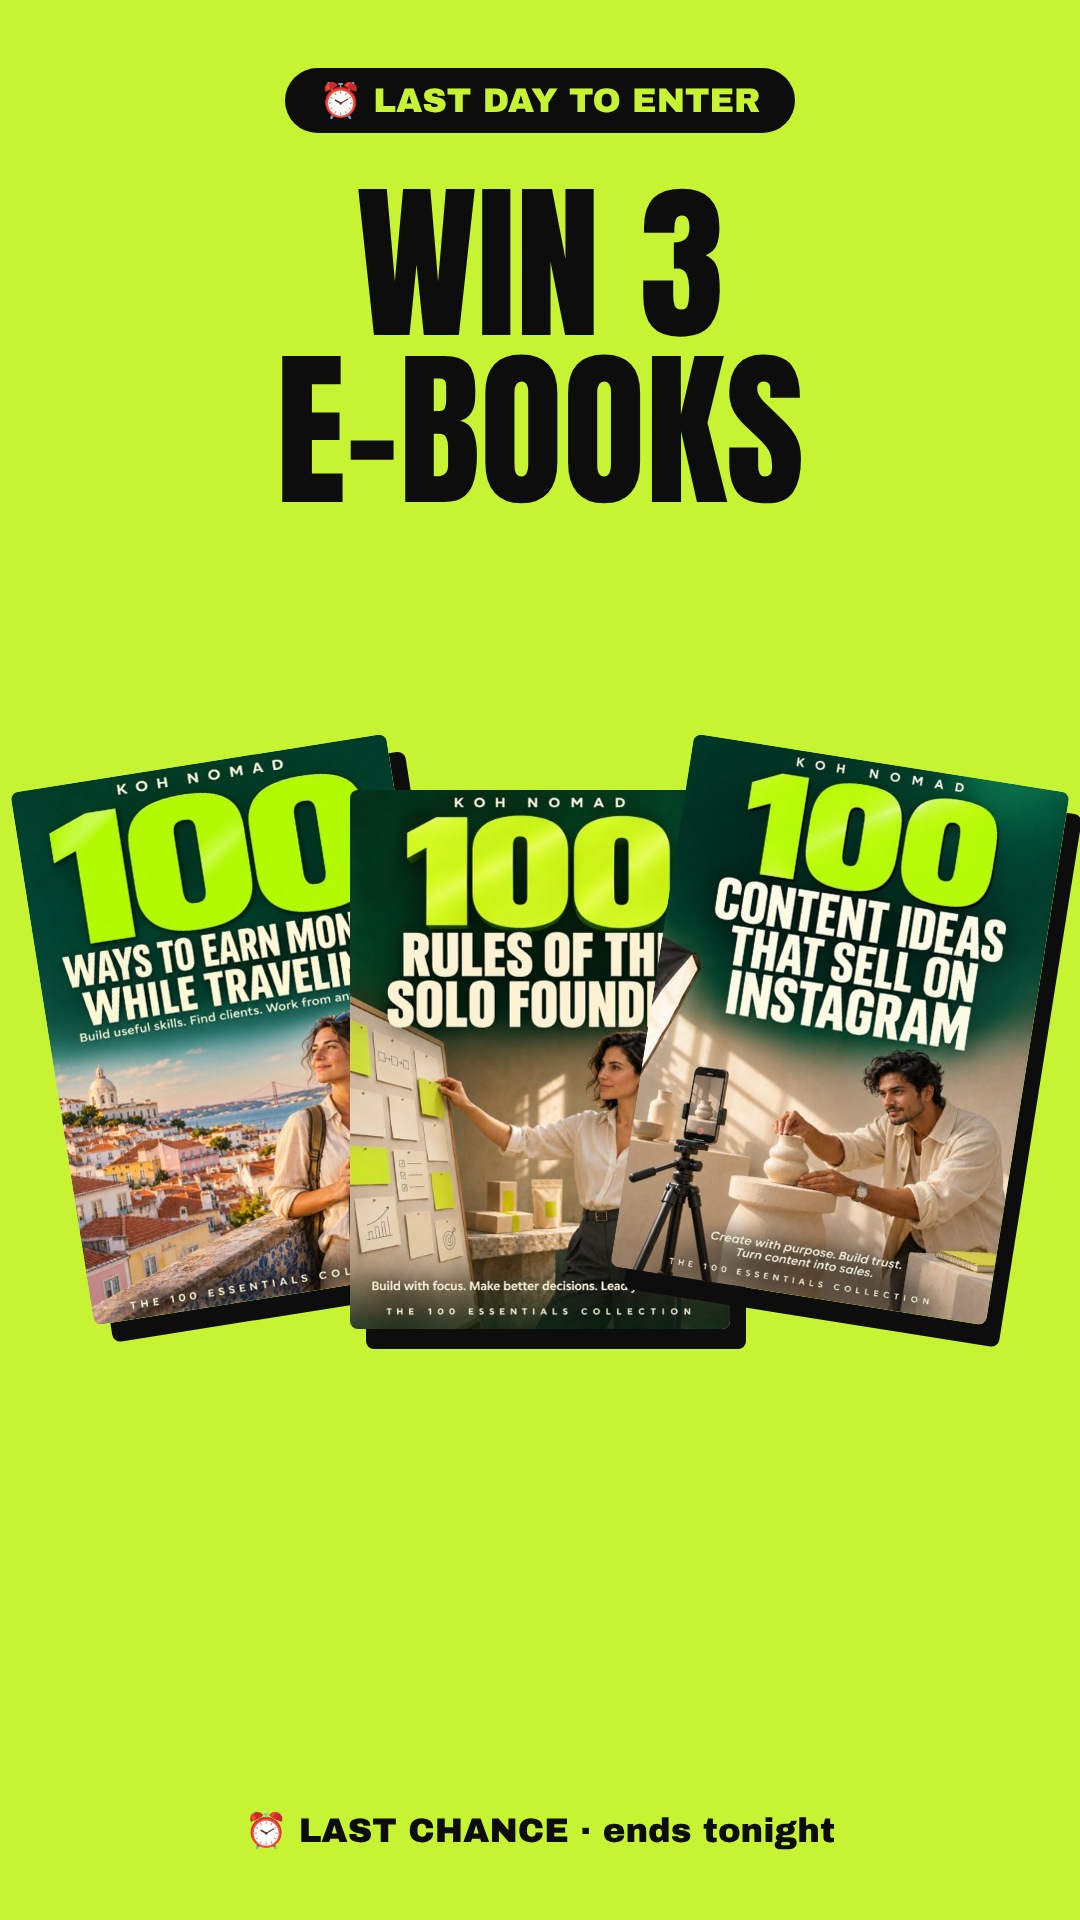 ⏰ LAST DAY TO ENTER
WIN 3
E-BOOKS
KOH NOMAD
100
WAYS TO EARN MON
WHILE TRAVELIN
Build useful skills. Find clients. Work from an
THE 100 ESSENTIALS COL
KOH NOMAD
100
RULES OF TH
SOLO FOUND
Build with focus. Make better decisions. Lead
THE 100 ESSENTIALS COLLECTION
KOH NOMAD
100
CONTENT IDEAS
THAT SELL ON
INSTAGRAM
Create with purpose. Build trust.
Turn content into sales.
THE 100 ESSENTIALS COLLECTION
⏰ LAST CHANCE · ends tonight